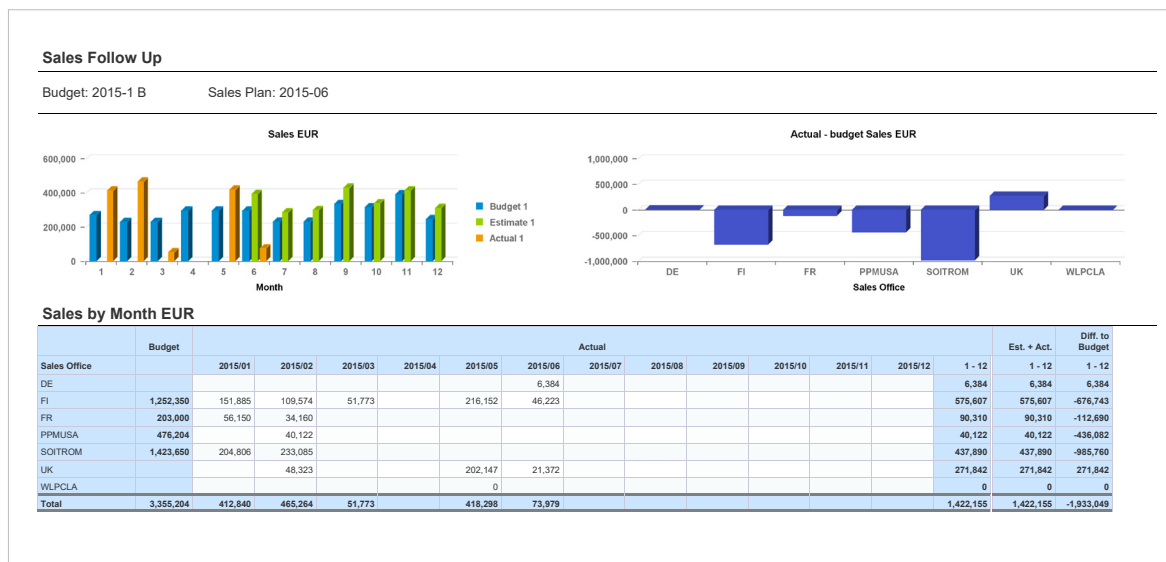 Sales Follow Up
Budget: 2015-1 B Sales Plan: 2015-06
Sales EUR
600,000
400,000
200,000
0
1 2 3 4 5 6 7 8 9 10 11 12
Month
Budget 1
Estimate 1
Actual 1
Actual - budget Sales EUR
1,000,000
500,000
0
-500,000
-1,000,000
DE FI FR PPMUSA SOITROM UK WLPCLA
Sales Office
Sales by Month EUR
Diff. to
Budget Actual Est. + Act. Budget
Sales Office 2015/01 2015/02 2015/03 2015/04 2015/05 2015/06 2015/07 2015/08 2015/09 2015/10 2015/11 2015/12 1 - 12 1 - 12 1 - 12
DE 6,384 6,384 6,384 6,384
FI 1,252,350 151,885 109,574 51,773 216,152 46,223 575,607 575,607 -676,743
FR 203,000 56,150 34,160 90,310 90,310 -112,690
PPMUSA 476,204 40,122 40,122 40,122 -436,082
SOITROM 1,423,650 204,806 233,085 437,890 437,890 -985,760
UK 48,323 202,147 21,372 271,842 271,842 271,842
WLPCLA 0 0 0 0
Total 3,355,204 412,840 465,264 51,773 418,298 73,979 1,422,155 1,422,155 -1,933,049